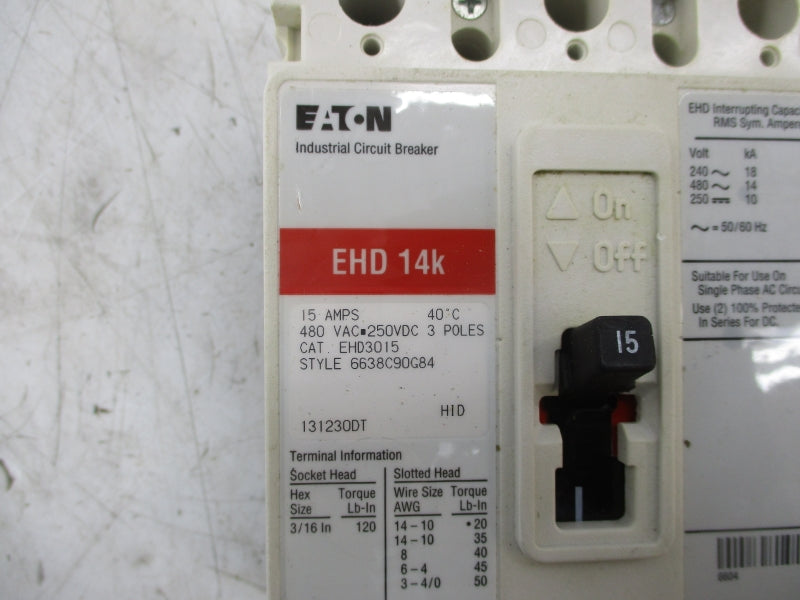 EATON
Industrial Circuit Breaker
EHD 14k
15 AMPS 40°C
480 VAC▪250VDC 3 POLES
CAT. EHD3015
STYLE 6638C90G84
HID
131230DT
Terminal Information
Socket Head
Hex Size Torque Lb-In
3/16 In 120
Slotted Head
Wire Size AWG Torque Lb-In
14-10 •20
14-10 35
8 40
6-4 45
3-4/0 50
On
Off
15
EHD Interrupting
RMS Sym.
Volt kA
240 ~ 18
480 ~ 14
250 ⎓ 10
~ = 50/60 Hz
Suitable For Use On
Single Phase AC
Use (2) 100%
In Series For DC.
6604